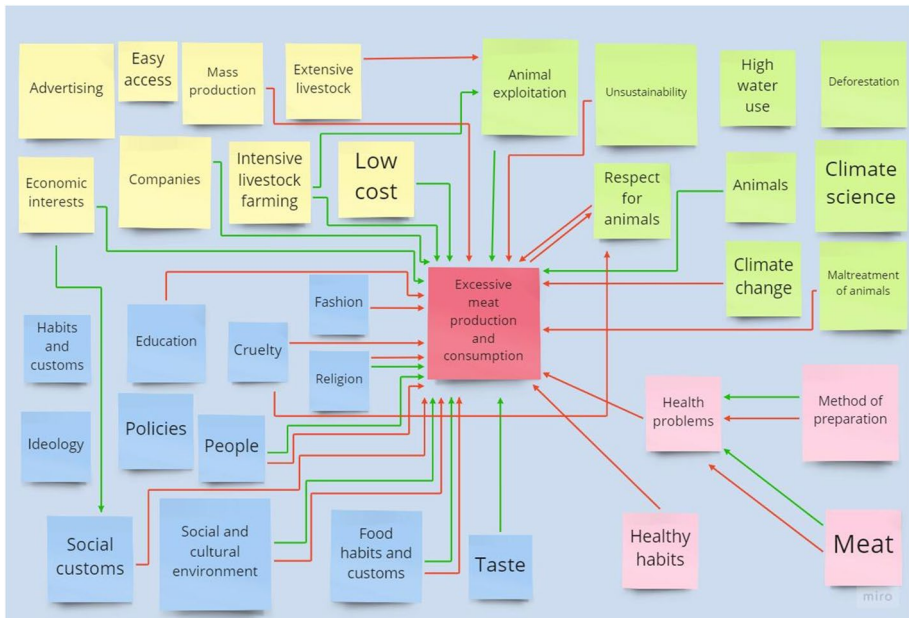 Advertising
Easy
access
Mass
production
Extensive
livestock
Animal
exploitation
Unsustainability
High
water
use
Deforestation
Economic
interests
Companies
Intensive
livestock
farming
Low
cost
Respect
for
animals
Animals
Climate
science
Excessive
meat
production
and
consumption
Climate
change
Maltreatment
of animals
Habits
and
customs
Education
Fashion
Cruelty
Religion
Ideology
Policies
People
Health
problems
Method of
preparation
Social
customs
Social and
cultural
environment
Food
habits and
customs
Taste
Healthy
habits
Meat
miro